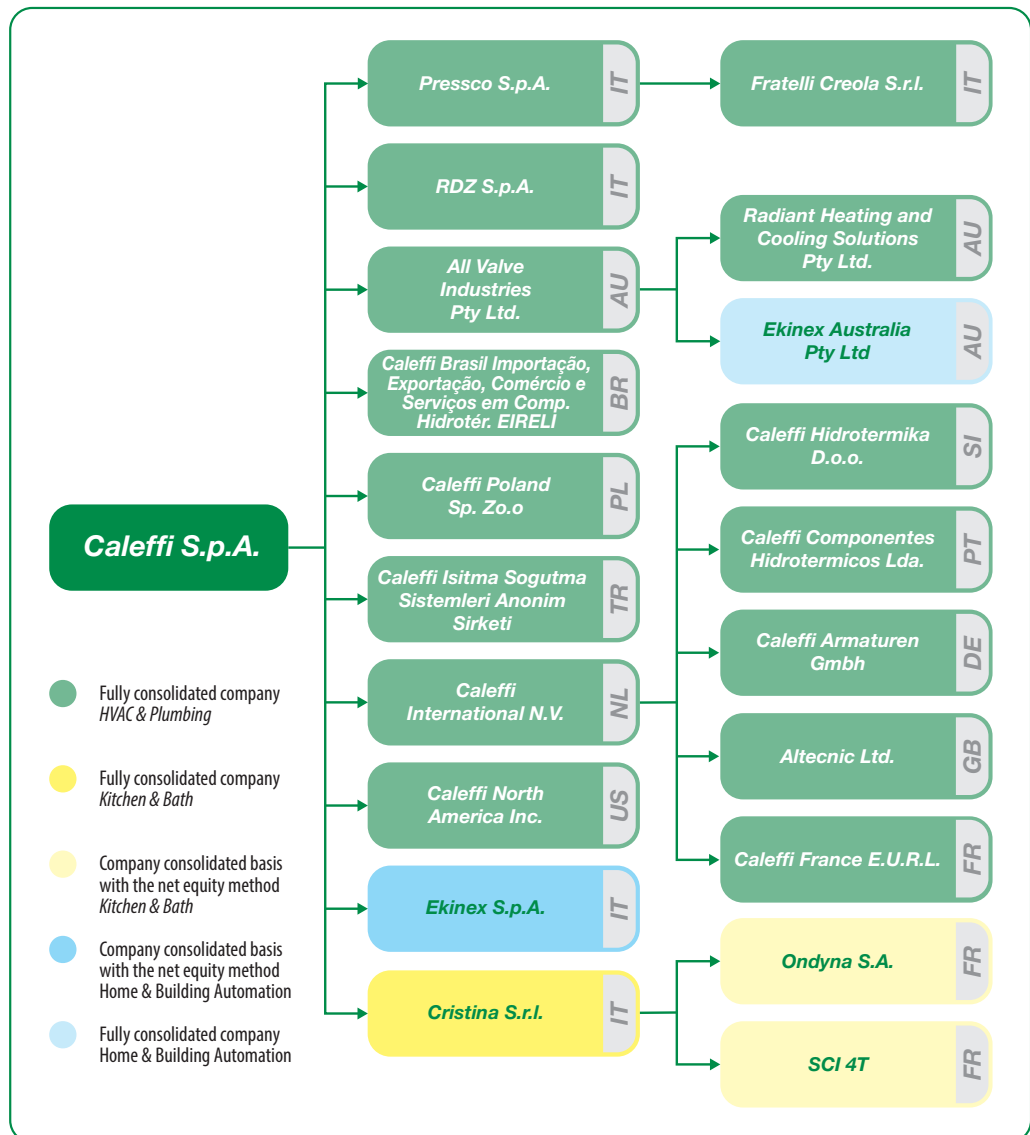 Caleffi S.p.A.
Pressco S.p.A.
IT
Fratelli Creola S.r.l.
IT
RDZ S.p.A.
IT
All Valve
Industries
Pty Ltd.
AU
Radiant Heating and
Cooling Solutions
Pty Ltd.
AU
Ekinex Australia
Pty Ltd
AU
Caleffi Brasil Importação,
Exportação, Comércio e
Serviços em Comp.
Hidrotér. EIRELI
BR
Caleffi Poland
Sp. Zo.o
PL
Caleffi Isitma Sogutma
Sistemleri Anonim
Sirketi
TR
Caleffi
International N.V.
NL
Caleffi Hidrotermika
D.o.o.
SI
Caleffi Componentes
Hidrotermicos Lda.
PT
Caleffi Armaturen
Gmbh
DE
Altecnic Ltd.
GB
Caleffi France E.U.R.L.
FR
Caleffi North
America Inc.
US
Ekinex S.p.A.
IT
Cristina S.r.l.
IT
Ondyna S.A.
FR
SCI 4T
FR
Fully consolidated company
HVAC & Plumbing
Fully consolidated company
Kitchen & Bath
Company consolidated basis
with the net equity method
Kitchen & Bath
Company consolidated basis
with the net equity method
Home & Building Automation
Fully consolidated company
Home & Building Automation